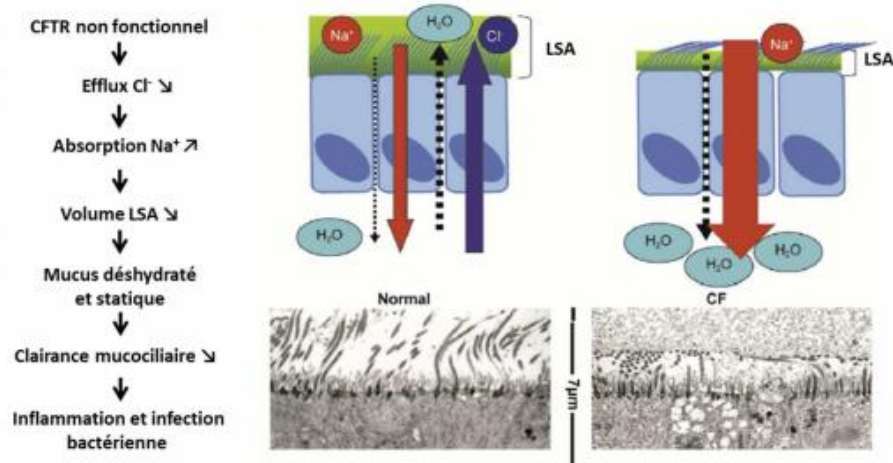 CFTR non fonctionnel
Efflux Cl⁻ ↘
Absorption Na⁺ ↗
Volume LSA ↘
Mucus déshydraté
et statique
Clairance mucociliaire ↘
Inflammation et infection
bactérienne
Na⁺
H₂O
Cl⁻
LSA
H₂O
Normal
Na⁺
LSA
H₂O
H₂O
H₂O
CF
7µm